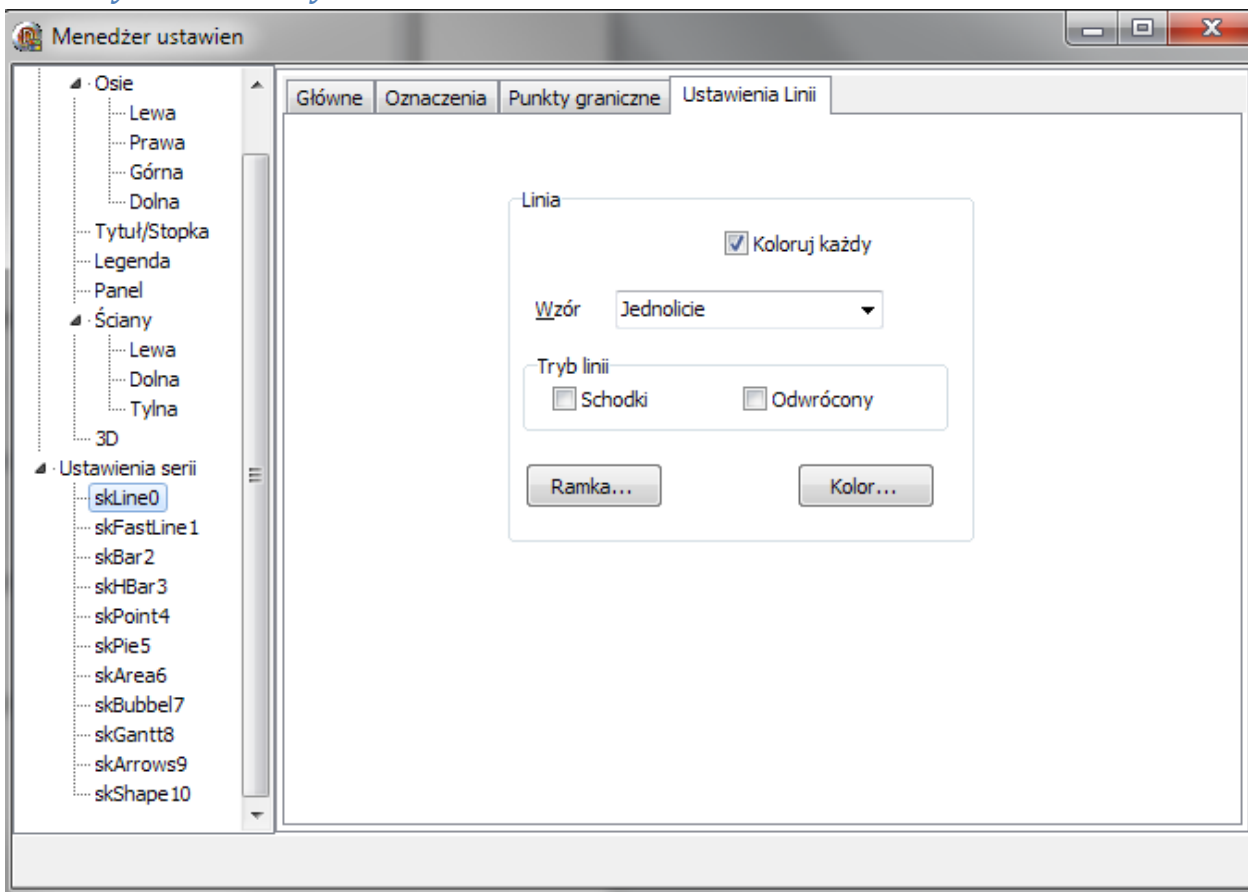 Menedżer ustawien
Osie
Lewa
Prawa
Górna
Dolna
Tytuł/Stopka
Legenda
Panel
Ściany
Lewa
Dolna
Tylna
3D
Ustawienia serii
skLine0
skFastLine1
skBar2
skHBar3
skPoint4
skPie5
skArea6
skBubbel7
skGantt8
skArrows9
skShape10
Główne Oznaczenia Punkty graniczne Ustawienia Linii
Linia
Koloruj każdy
Wzór Jednolicie
Tryb linii
Schodki Odwrócony
Ramka... Kolor...